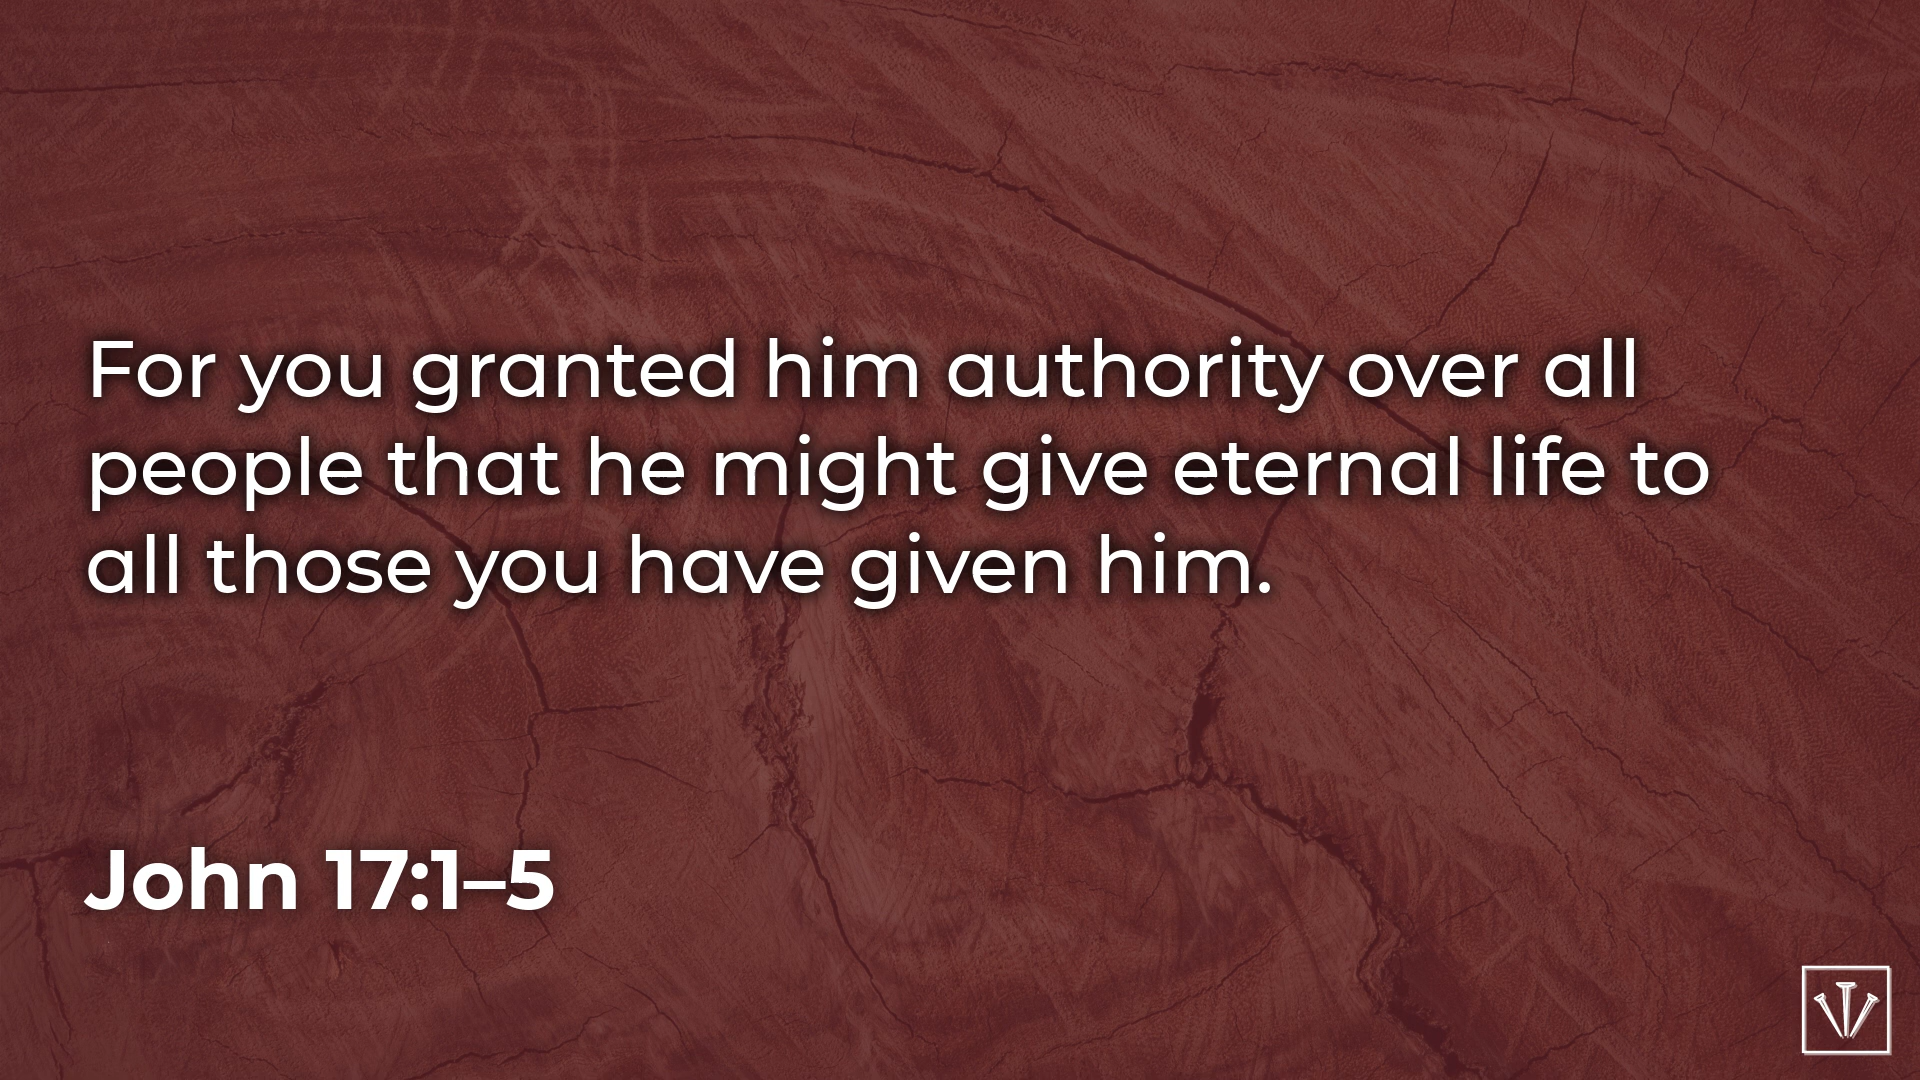 For you granted him authority over all
people that he might give eternal life to
all those you have given him.
John 17:1–5